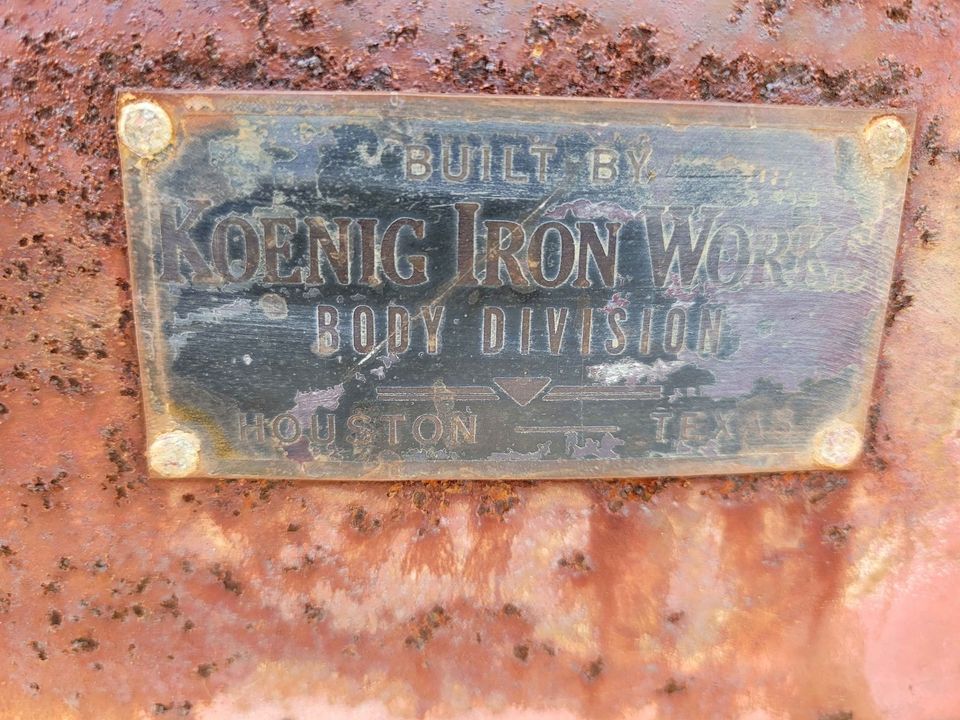 BUILT BY
KOENIG IRON WORKS
BODY DIVISION
HOUSTON TEXAS